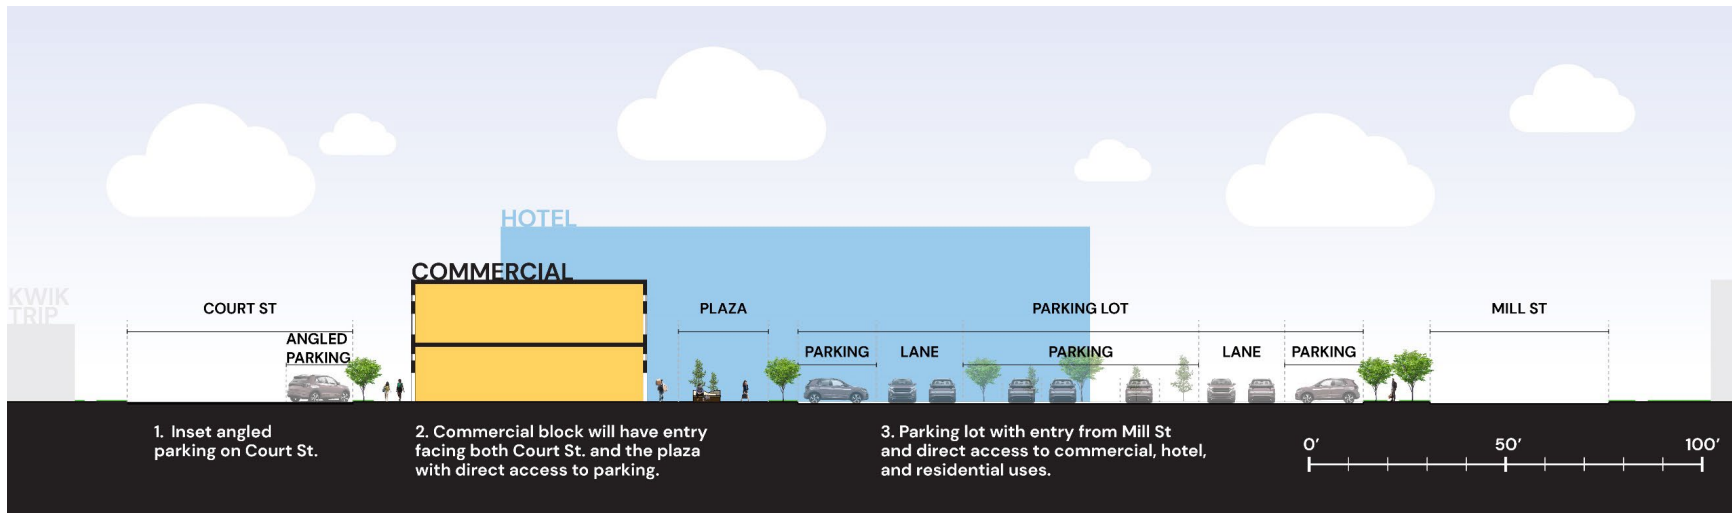 HOTEL
COMMERCIAL
KWIK
TRIP
COURT ST
PLAZA
PARKING LOT
MILL ST
ANGLED
PARKING
PARKING
LANE
PARKING
LANE
PARKING
1. Inset angled
parking on Court St.
2. Commercial block will have entry
facing both Court St. and the plaza
with direct access to parking.
3. Parking lot with entry from Mill St
and direct access to commercial, hotel,
and residential uses.
0’ 50’ 100’